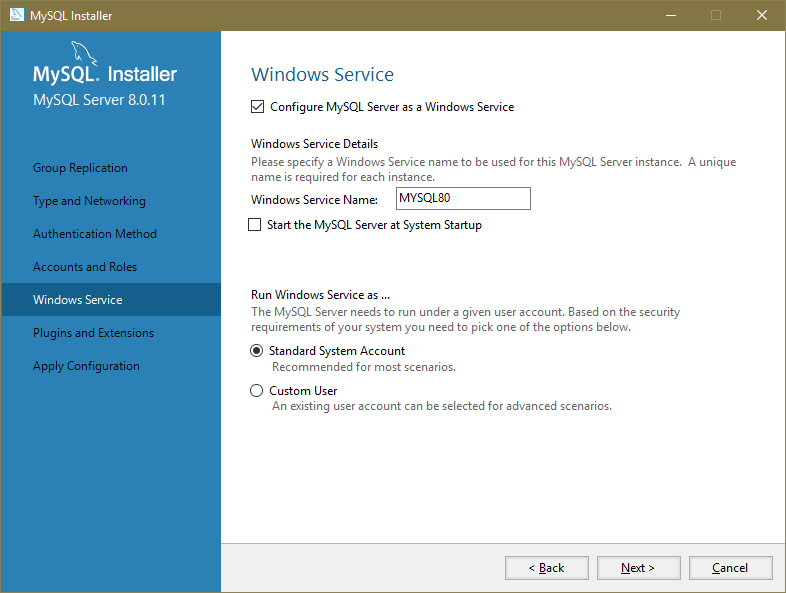 MySQL Installer
MySQL. Installer
MySQL Server 8.0.11
Group Replication
Type and Networking
Authentication Method
Accounts and Roles
Windows Service
Plugins and Extensions
Apply Configuration
Windows Service
Configure MySQL Server as a Windows Service
Windows Service Details
Please specify a Windows Service name to be used for this MySQL Server instance. A unique
name is required for each instance.
Windows Service Name: MYSQL80
Start the MySQL Server at System Startup
Run Windows Service as ...
The MySQL Server needs to run under a given user account. Based on the security
requirements of your system you need to pick one of the options below.
Standard System Account
Recommended for most scenarios.
Custom User
An existing user account can be selected for advanced scenarios.
< Back Next > Cancel